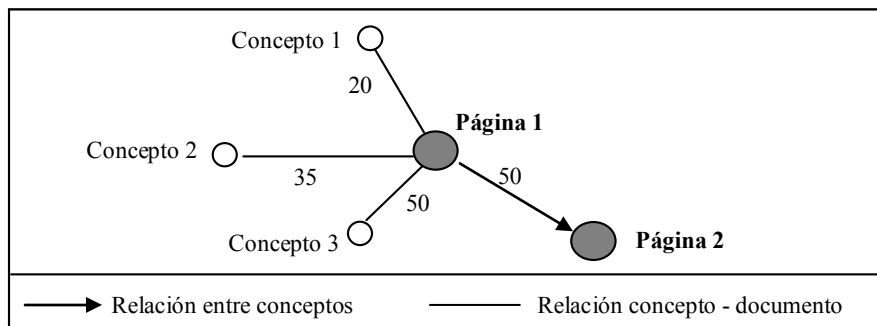 Concepto 1
20
Página 1
Concepto 2
35
50
50
Concepto 3
Página 2
Relación entre conceptos
Relación concepto - documento